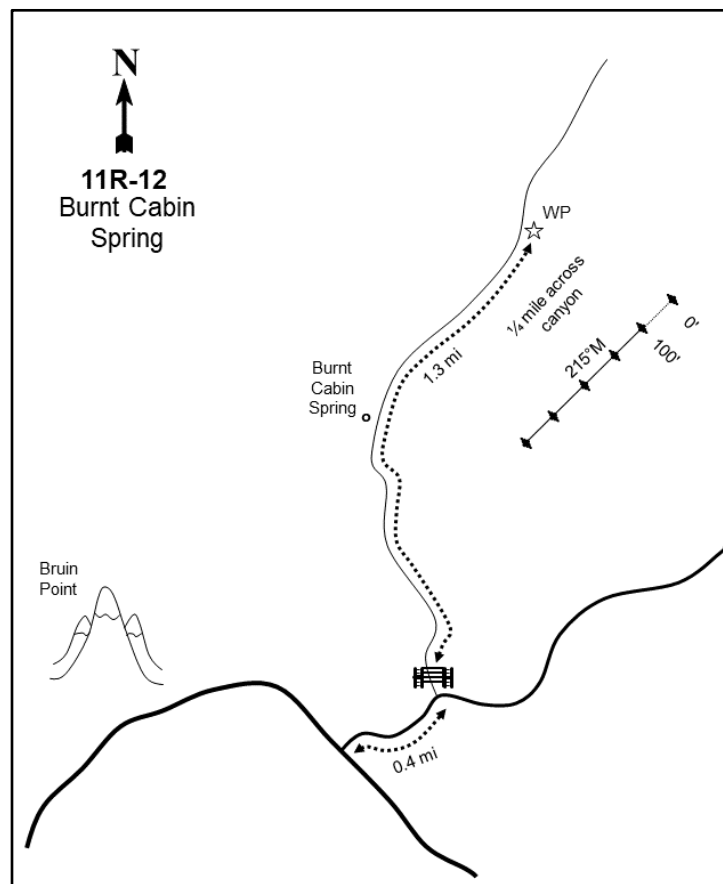 N
11R-12
Burnt Cabin
Spring
WP
¼ mile across
canyon
1.3 mi
0'
100'
215°M
Burnt
Cabin
Spring
Bruin
Point
0.4 mi